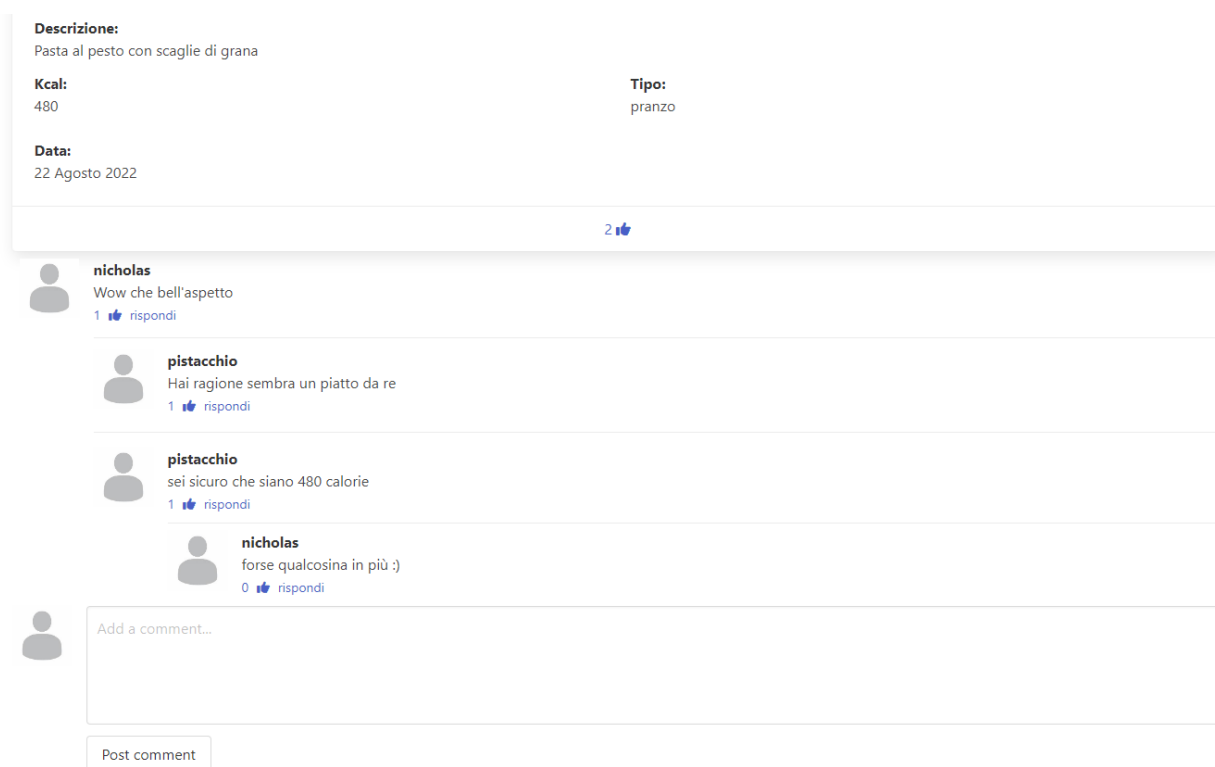 Descrizione:
Pasta al pesto con scaglie di grana
Kcal:
480
Tipo:
pranzo
Data:
22 Agosto 2022
2
nicholas
Wow che bell'aspetto
1 rispondi
pistacchio
Hai ragione sembra un piatto da re
1 rispondi
pistacchio
sei sicuro che siano 480 calorie
1 rispondi
nicholas
forse qualcosina in più :)
0 rispondi
Add a comment...
Post comment